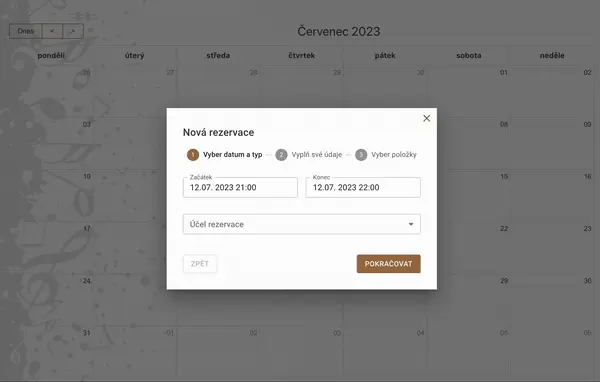 Dnes < >
Červenec 2023
pondělí úterý středa čtvrtek pátek sobota neděle
26 27 28 29 30 01 02
03 09
Nová rezervace
1 Vyber datum a typ 2 Vyplň své údaje 3 Vyber položky
Začátek Konec
12.07. 2023 21:00 12.07. 2023 22:00
10 16
Účel rezervace
17 22 23
ZPĚT POKRAČOVAT
24 29 30
31 01 02 03 04 05 06